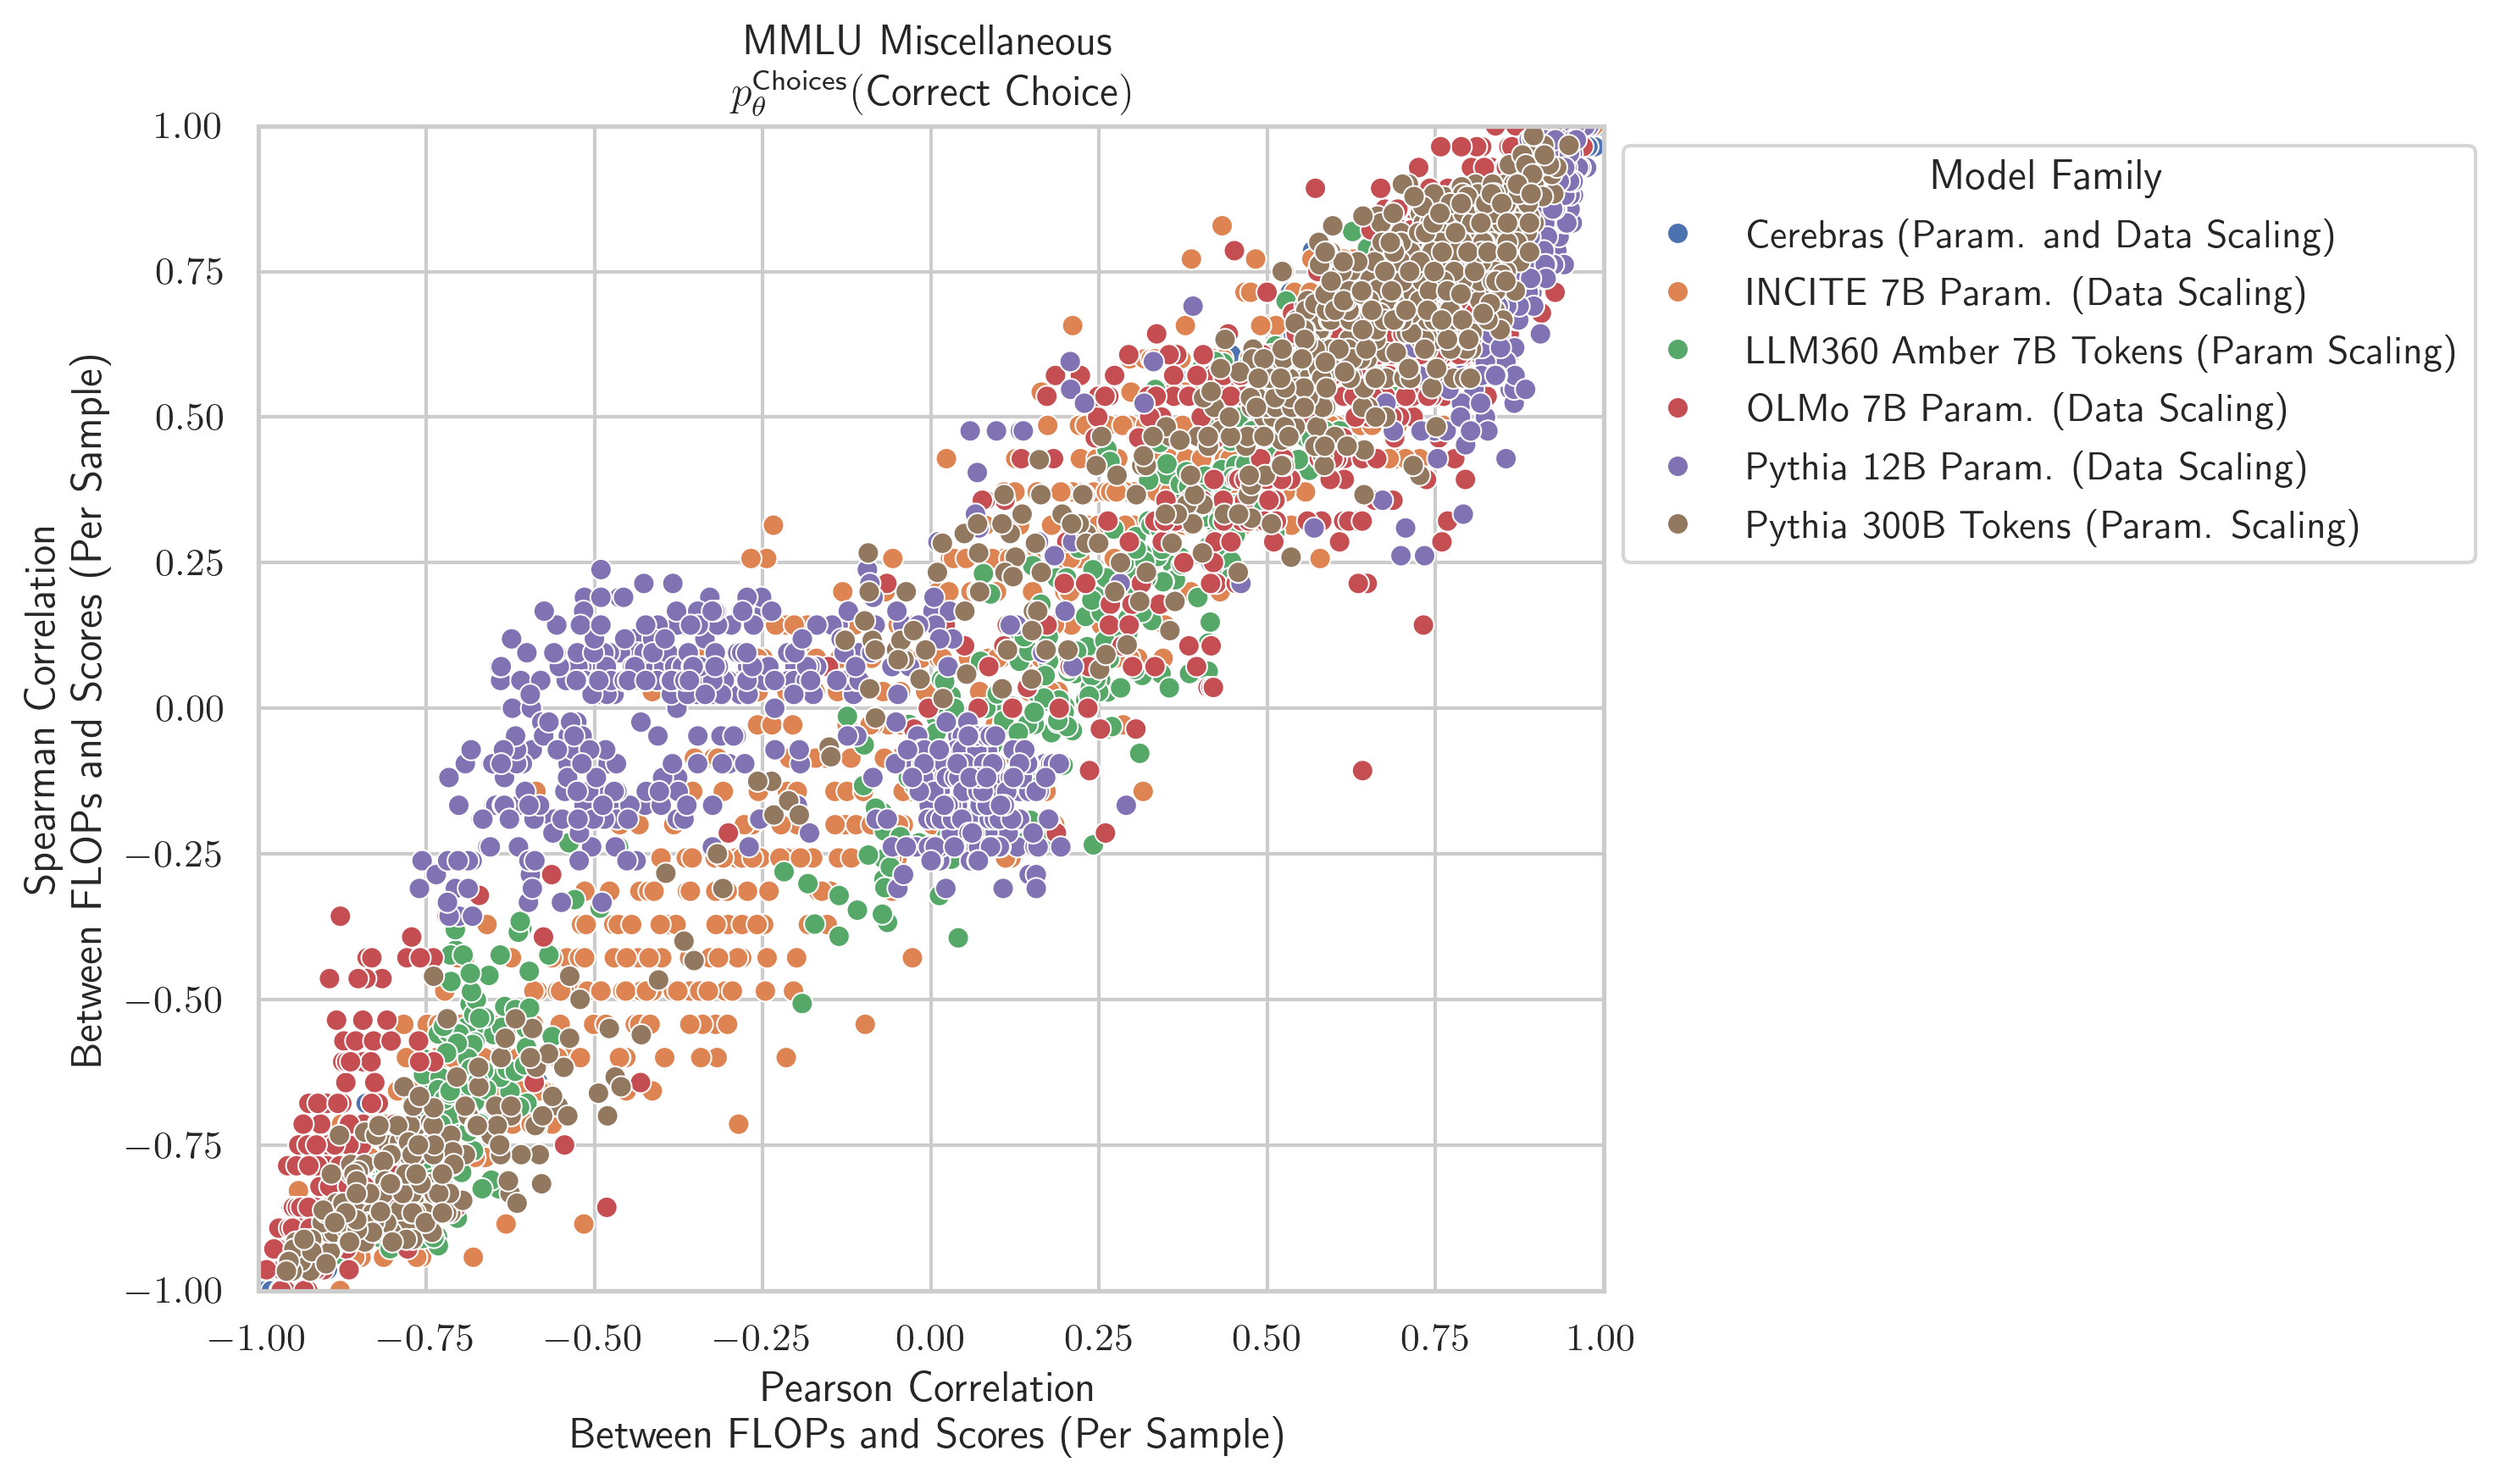 MMLU Miscellaneous
p_θ^Choices(Correct Choice)
1.00
0.75
0.50
0.25
0.00
−0.25
−0.50
−0.75
−1.00
Spearman Correlation
Between FLOPs and Scores (Per Sample)
−1.00 −0.75 −0.50 −0.25 0.00 0.25 0.50 0.75 1.00
Pearson Correlation
Between FLOPs and Scores (Per Sample)
Model Family
Cerebras (Param. and Data Scaling)
INCITE 7B Param. (Data Scaling)
LLM360 Amber 7B Tokens (Param Scaling)
OLMo 7B Param. (Data Scaling)
Pythia 12B Param. (Data Scaling)
Pythia 300B Tokens (Param. Scaling)